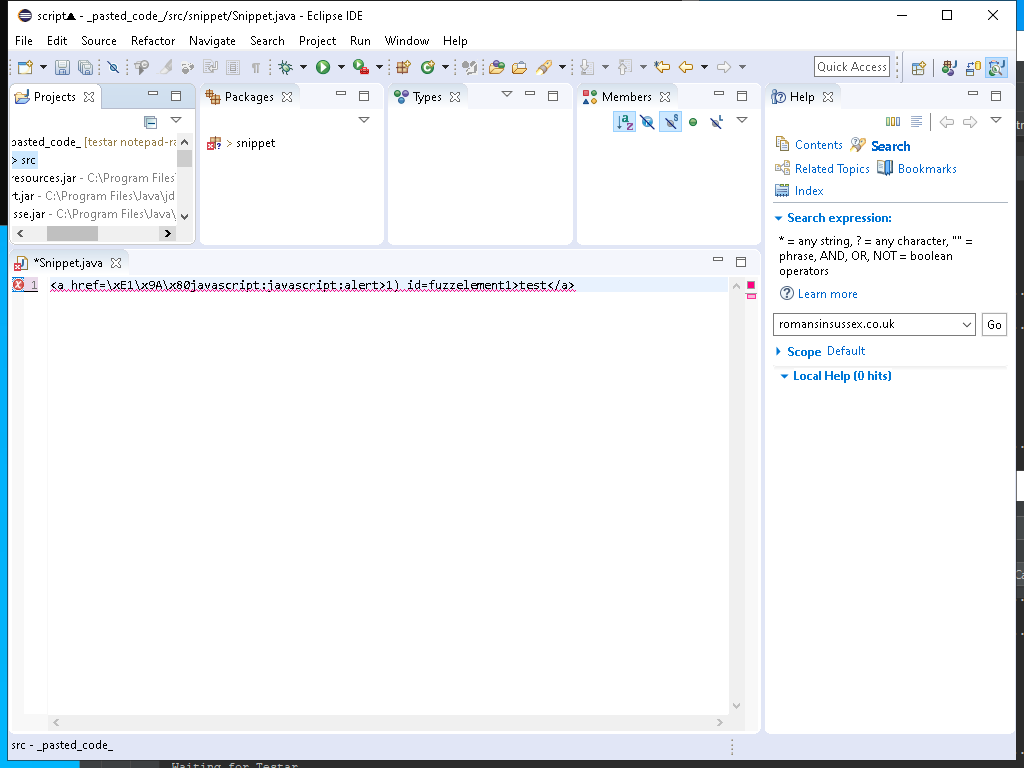 script▲ - _pasted_code_/src/snippet/Snippet.java - Eclipse IDE
File Edit Source Refactor Navigate Search Project Run Window Help
Quick Access
Projects
Packages
Types
Members
Help
pasted_code_ [testar notepad-ra
> src
resources.jar - C:\Program Files
t.jar - C:\Program Files\Java\jd
sse.jar - C:\Program Files\Java\
> snippet
Contents Search
Related Topics Bookmarks
Index
Search expression:
* = any string, ? = any character, "" =
phrase, AND, OR, NOT = boolean
operators
Learn more
romansinsussex.co.uk
Go
Scope Default
Local Help (0 hits)
*Snippet.java
1 <a href=\xE1\x9A\x80javascript:javascript:alert>1) id=fuzzelement1>test</a>
src - _pasted_code_
Waiting for Testar